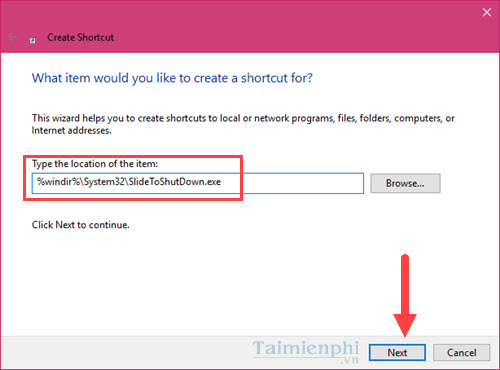 Create Shortcut
What item would you like to create a shortcut for?
This wizard helps you to create shortcuts to local or network programs, files, folders, computers, or
Internet addresses.
Type the location of the item:
%windir%\System32\SlideToShutDown.exe
Browse...
Click Next to continue.
Taimienphi
.vn
Next
Cancel